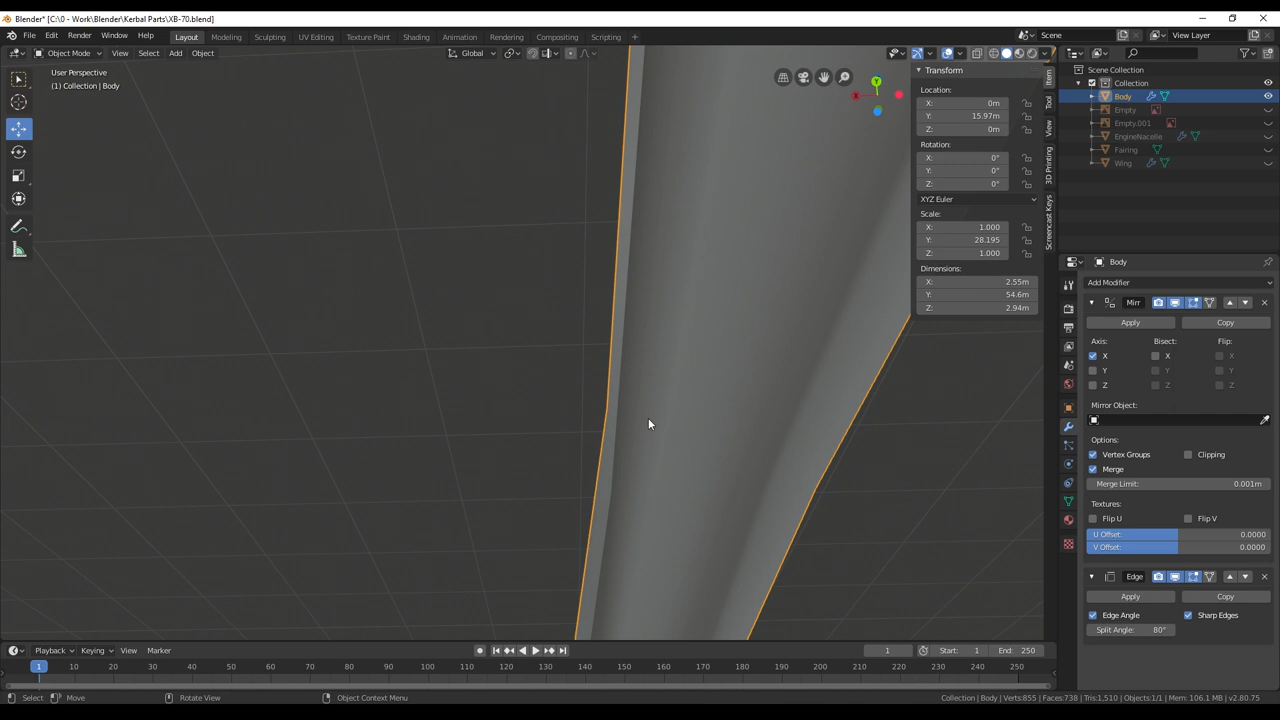 Blender* [C:\0 - Work\Blender\Kerbal Parts\XB-70.blend]
File Edit Render Window Help Layout Modeling Sculpting UV Editing Texture Paint Shading Animation Rendering Compositing Scripting + Scene View Layer
Object Mode View Select Add Object Global
User Perspective
(1) Collection | Body
Transform
Location:
X: 0m
Y: 15.97m
Z: 0m
Rotation:
X: 0°
Y: 0°
Z: 0°
XYZ Euler
Scale:
X: 1.000
Y: 28.195
Z: 1.000
Dimensions:
X: 2.55m
Y: 54.6m
Z: 2.94m
Item
Tool
View
3D Printing
Screencast Keys
Scene Collection
Collection
Body
Empty
Empty.001
EngineNacelle
Fairing
Wing
Body
Add Modifier
Mirr
Apply Copy
Axis: Bisect: Flip:
X X X
Y Y Y
Z Z Z
Mirror Object:
Options:
Vertex Groups Clipping
Merge
Merge Limit: 0.001m
Textures:
Flip U Flip V
U Offset: 0.0000
V Offset: 0.0000
Edge
Apply Copy
Edge Angle Sharp Edges
Split Angle: 80°
Playback Keying View Marker 1 Start: 1 End: 250
1 10 20 30 40 50 60 70 80 90 100 110 120 130 140 150 160 170 180 190 200 210 220 230 240 250
Select Move Rotate View Object Context Menu Collection | Body | Verts:855 | Faces:738 | Tris:1,510 | Objects:1/1 | Mem: 106.1 MB | v2.80.75